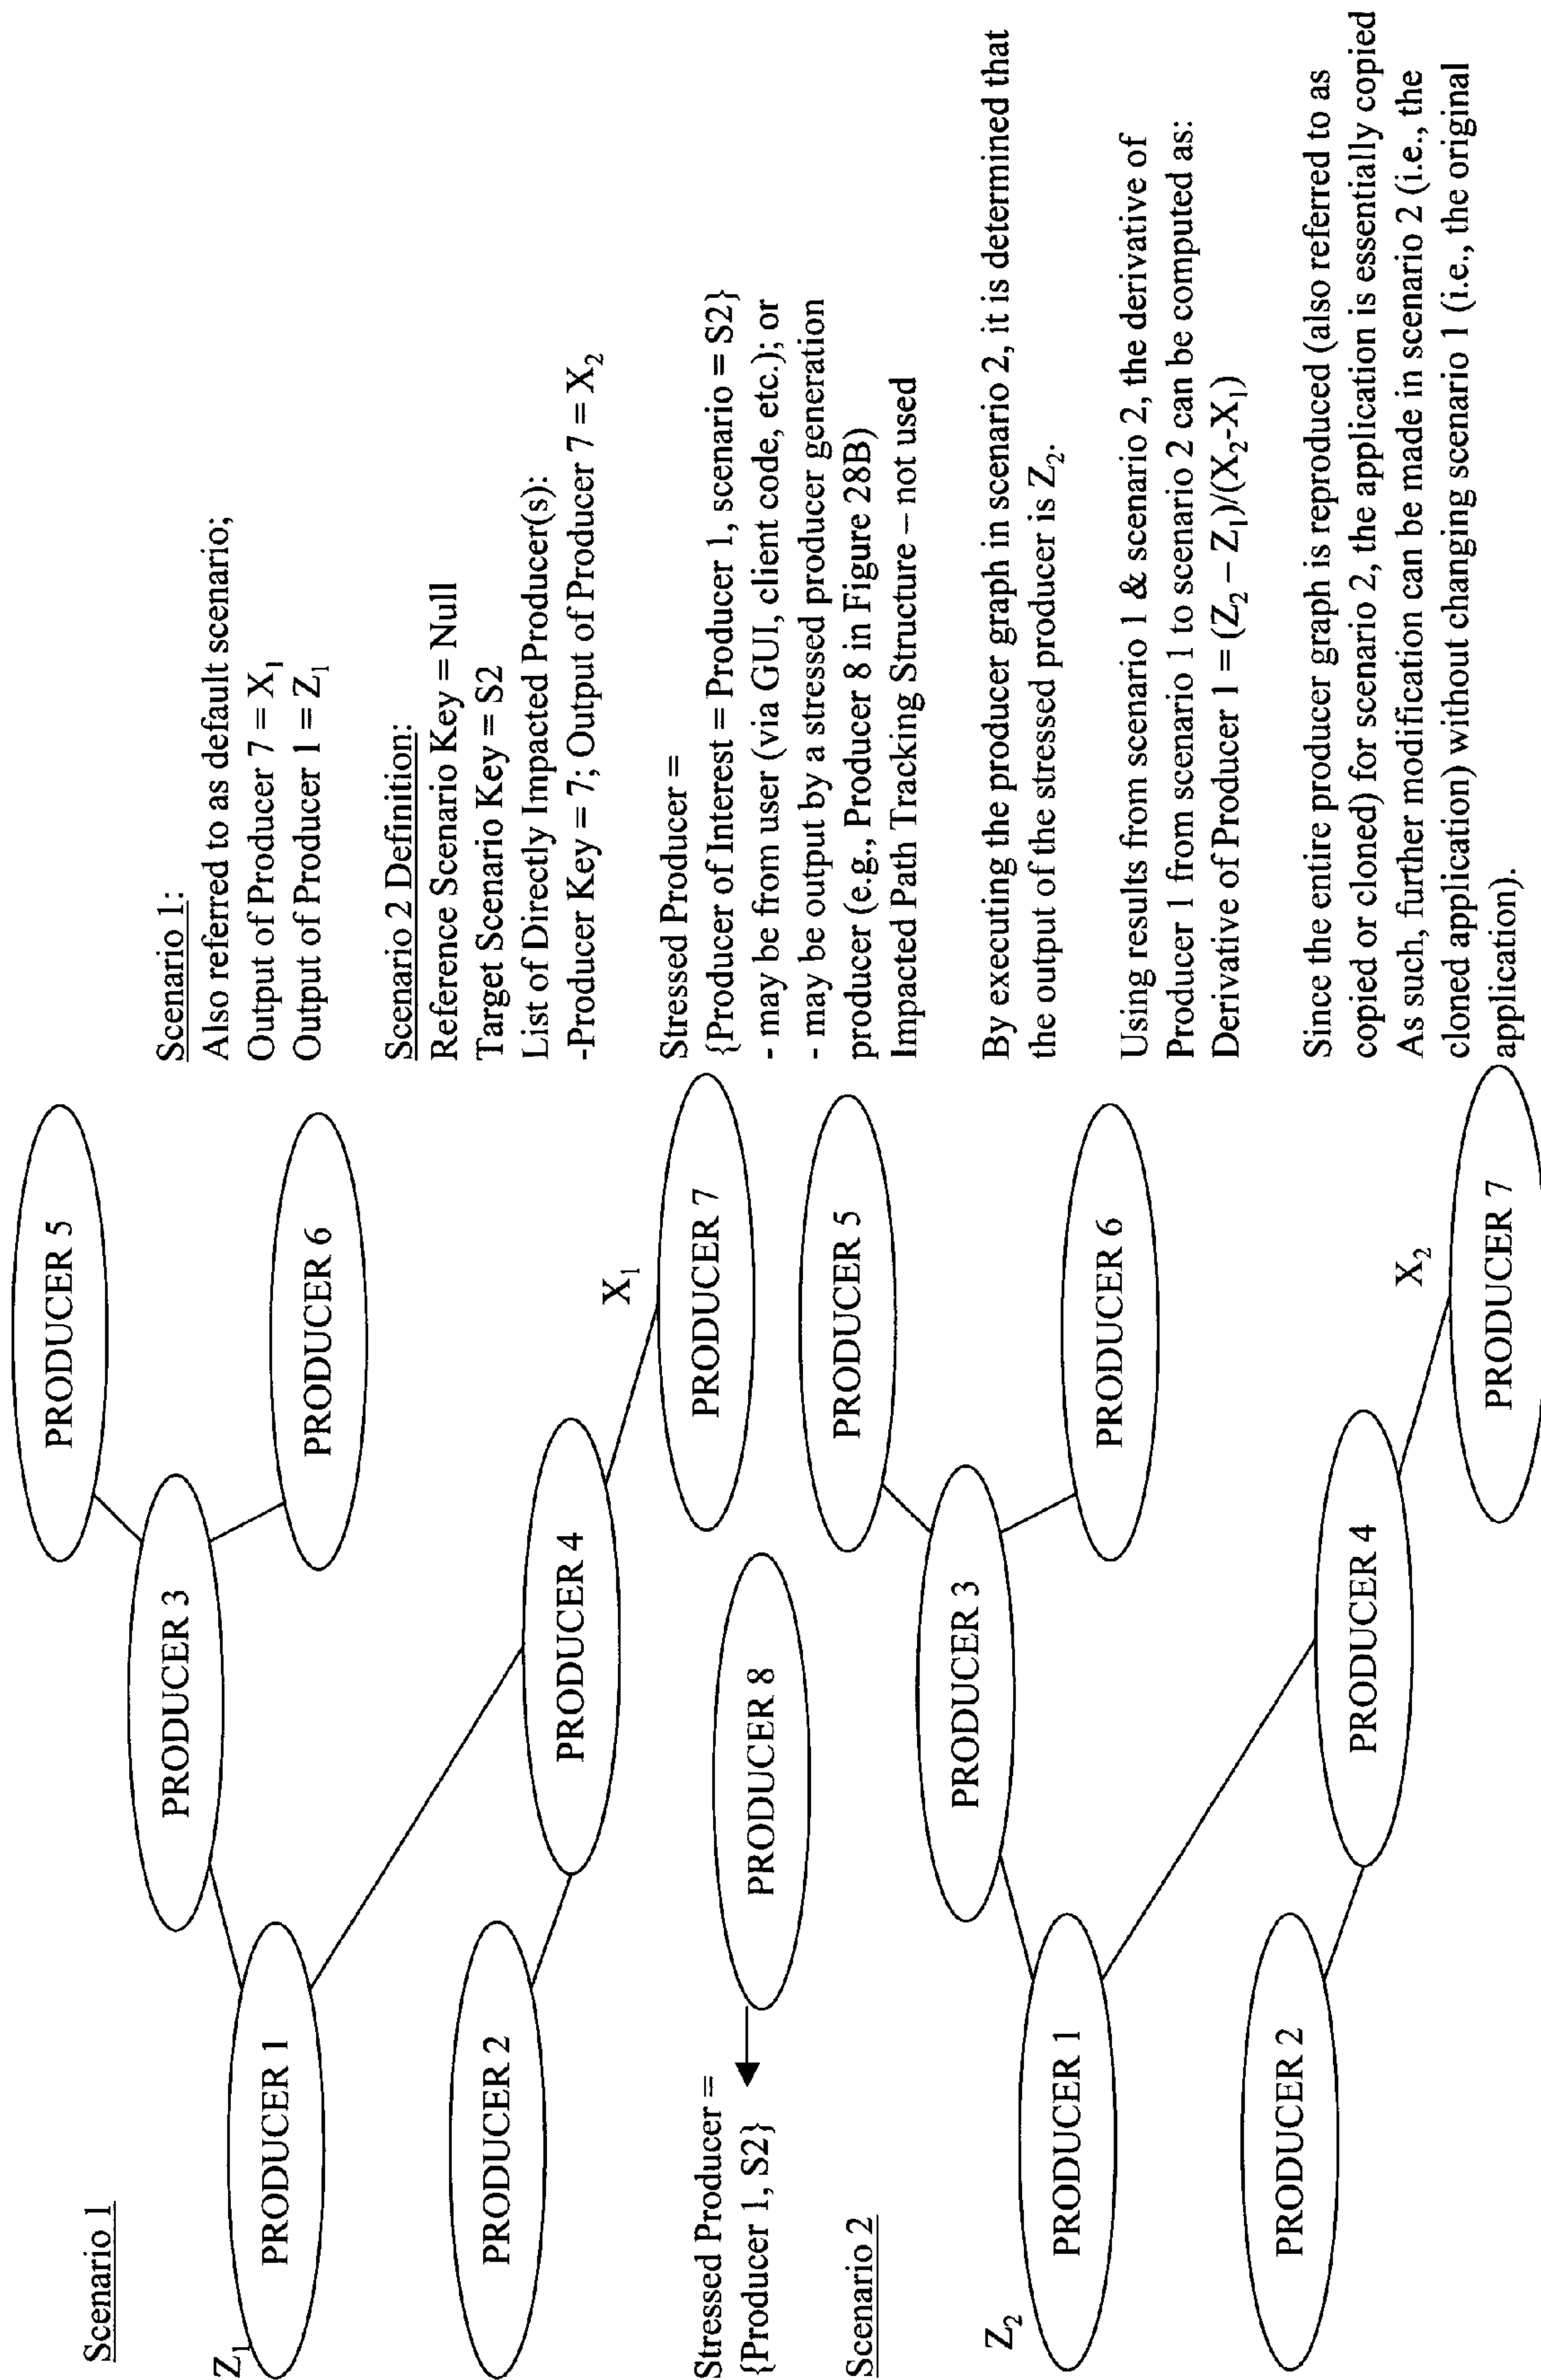 Scenario 1
Z1
PRODUCER 1
PRODUCER 2
PRODUCER 3
PRODUCER 4
PRODUCER 5
PRODUCER 6
PRODUCER 7
X1
Stressed Producer =
{Producer 1, S2}
PRODUCER 8
Scenario 2
Z2
PRODUCER 1
PRODUCER 2
PRODUCER 3
PRODUCER 4
PRODUCER 5
PRODUCER 6
PRODUCER 7
X2
Scenario 1:
Also referred to as default scenario;
Output of Producer 7 = X1
Output of Producer 1 = Z1
Scenario 2 Definition:
Reference Scenario Key = Null
Target Scenario Key = S2
List of Directly Impacted Producer(s):
-Producer Key = 7; Output of Producer 7 = X2
Stressed Producer =
{Producer of Interest = Producer 1, scenario = S2}
- may be from user (via GUI, client code, etc.); or
- may be output by a stressed producer generation
producer (e.g., Producer 8 in Figure 28B)
Impacted Path Tracking Structure – not used
By executing the producer graph in scenario 2, it is determined that
the output of the stressed producer is Z2.
Using results from scenario 1 & scenario 2, the derivative of
Producer 1 from scenario 1 to scenario 2 can be computed as:
Derivative of Producer 1 = (Z2 – Z1)/(X2-X1)
Since the entire producer graph is reproduced (also referred to as
copied or cloned) for scenario 2, the application is essentially copied
As such, further modification can be made in scenario 2 (i.e., the
cloned application) without changing scenario 1 (i.e., the original
application).